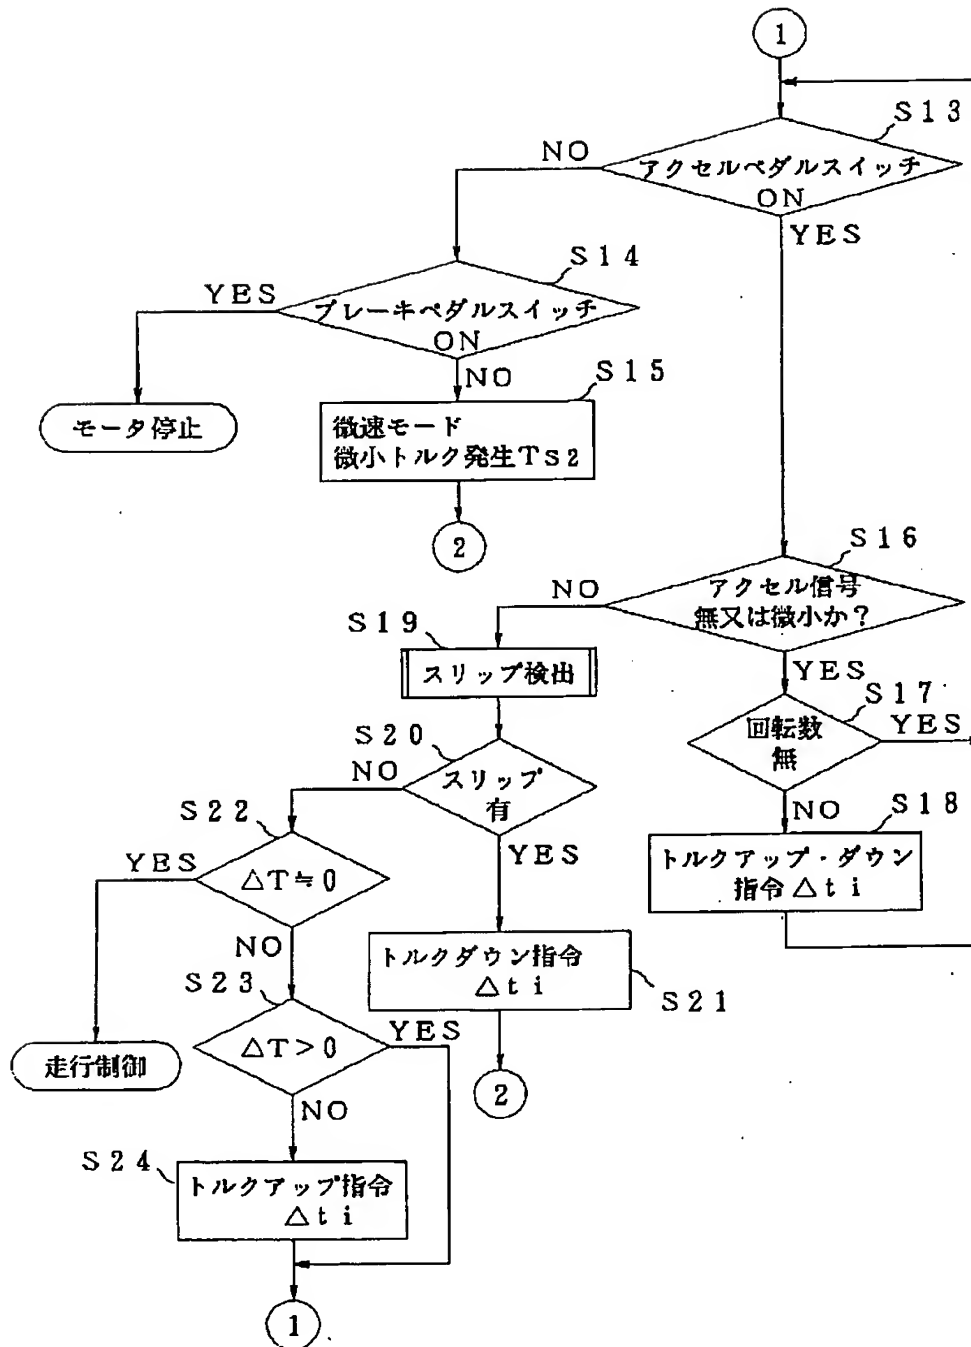 1
S13
NO
アクセルペダルスイッチ
ON
YES
S14
YES
ブレーキペダルスイッチ
ON
NO
S15
モータ停止
微速モード
微小トルク発生Ts2
2
S16
NO
アクセル信号
無又は微小か?
S19
YES
スリップ検出
S17
回転数
無
YES
S20
NO
スリップ
有
S22
NO
S18
YES
YES
△T≒0
トルクアップ・ダウン
指令△ti
NO
トルクダウン指令
△ti
S23
S21
YES
△T>0
走行制御
2
NO
S24
トルクアップ指令
△ti
1